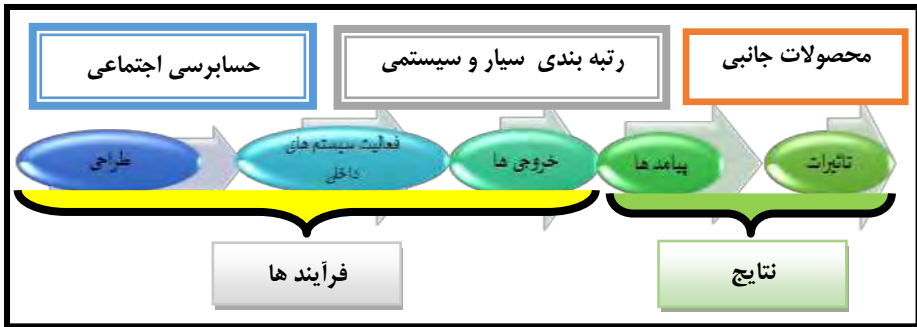 حسابرسی اجتماعی
رتبه بندی سیار و سیستمی
محصولات جانبی
طراحی
فعالیت سیستم های
داخلی
خروجی ها
پیامد ها
تاثیرات
فرآیند ها
نتایج